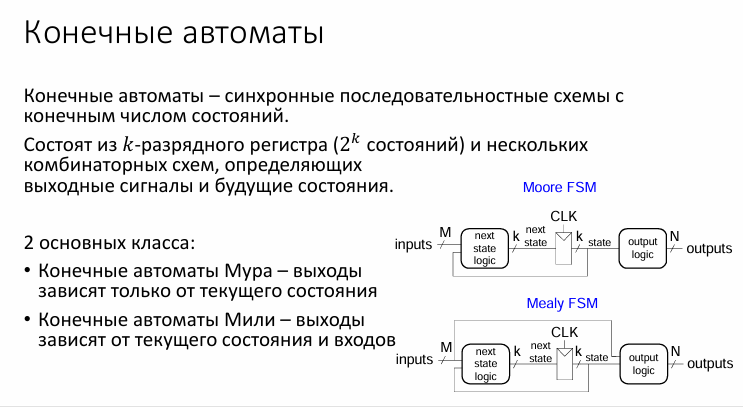 Конечные автоматы
Конечные автоматы – синхронные последовательностные схемы с
конечным числом состояний.
Состоят из k-разрядного регистра (2^k состояний) и нескольких
комбинаторных схем, определяющих
выходные сигналы и будущие состояния.
2 основных класса:
• Конечные автоматы Мура – выходы
зависят только от текущего состояния
• Конечные автоматы Мили – выходы
зависят от текущего состояния и входов
Moore FSM
CLK
inputs M next state logic k next state k state output logic N outputs
Mealy FSM
CLK
inputs M next state logic k next state k state output logic N outputs